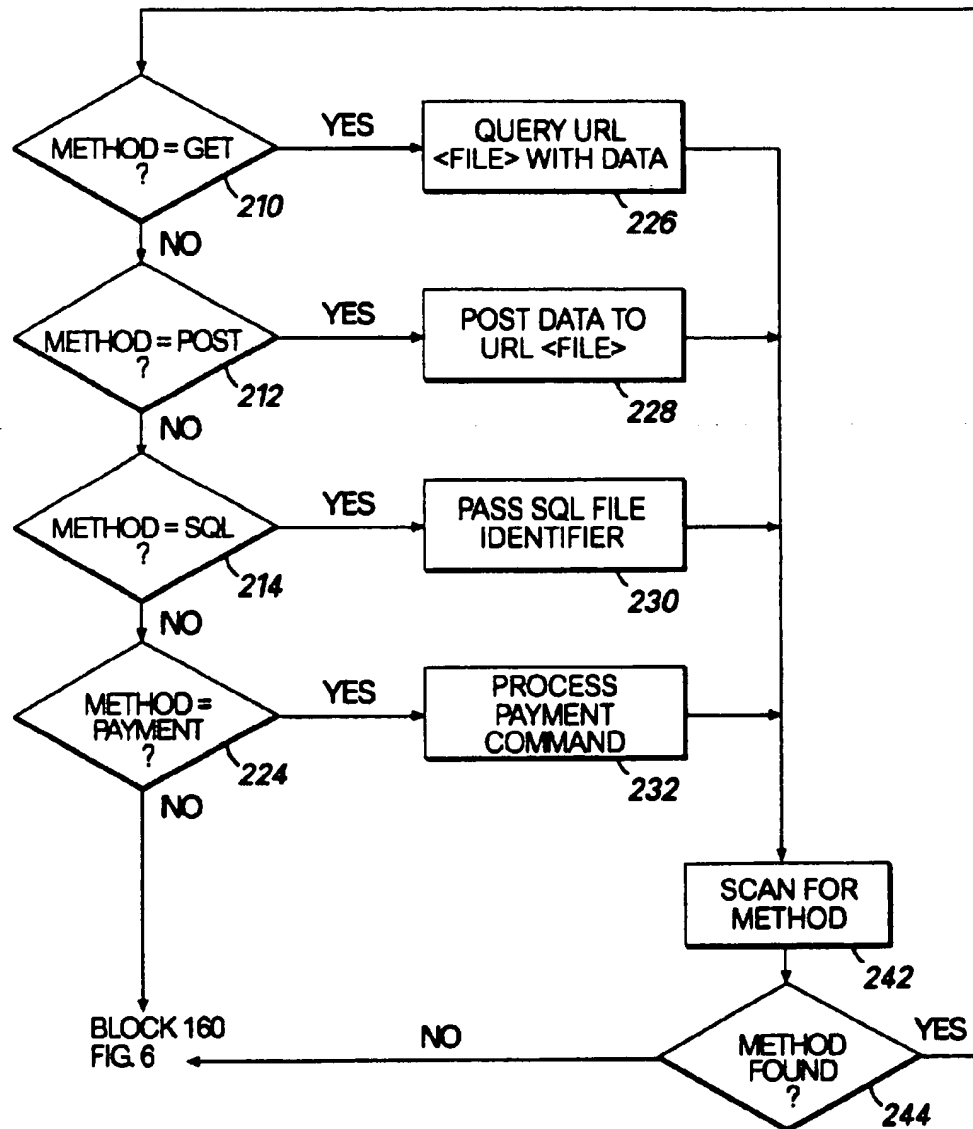 METHOD = GET
?
210
YES
QUERY URL
<FILE> WITH DATA
226
NO
METHOD = POST
?
212
YES
POST DATA TO
URL <FILE>
228
NO
METHOD = SQL
?
214
YES
PASS SQL FILE
IDENTIFIER
230
NO
METHOD =
PAYMENT
?
224
YES
PROCESS
PAYMENT
COMMAND
232
NO
SCAN FOR
METHOD
242
BLOCK 160
FIG. 6
NO
METHOD
FOUND
?
244
YES